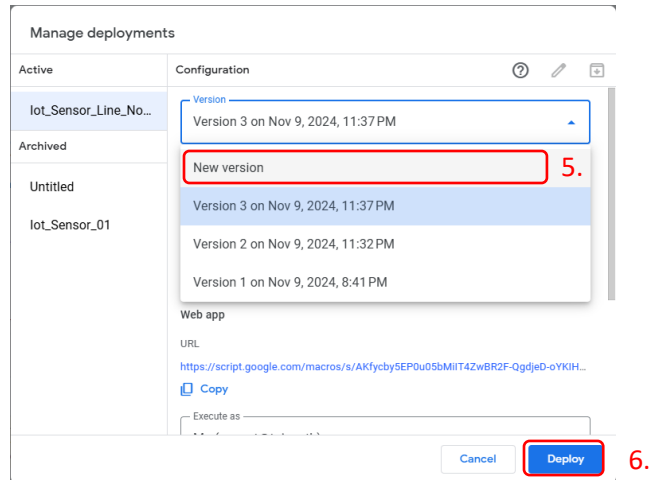 Manage deployments
Active
Configuration
Iot_Sensor_Line_No...
Version
Version 3 on Nov 9, 2024, 11:37 PM
Archived
New version
5.
Untitled
Version 3 on Nov 9, 2024, 11:37 PM
Iot_Sensor_01
Version 2 on Nov 9, 2024, 11:32 PM
Version 1 on Nov 9, 2024, 8:41 PM
Web app
URL
https://script.google.com/macros/s/AKfycby5EP0u05bMiIT4ZwBR2F-QgdjeD-oYKIH...
Copy
Execute as
Cancel
Deploy
6.